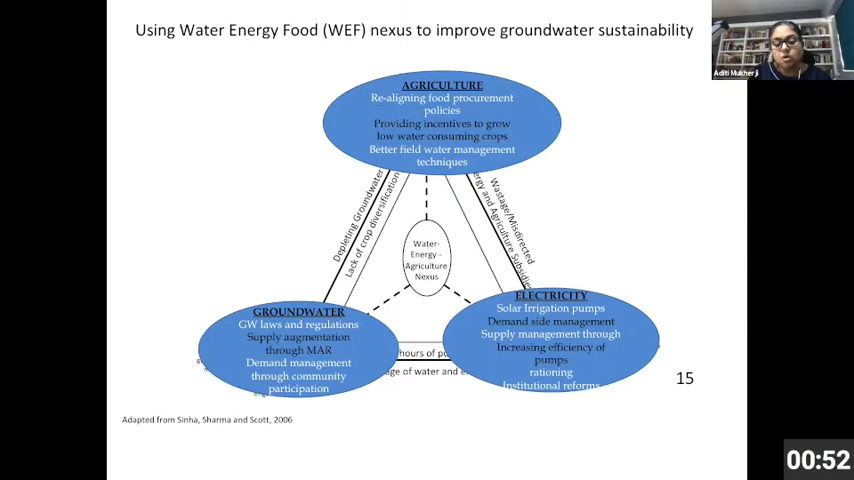 Using Water Energy Food (WEF) nexus to improve groundwater sustainability
Aditi Mukherji
AGRICULTURE
Re-aligning food procurement
policies
Providing incentives to grow
low water consuming crops
Better field water management
techniques
Depleting Groundwater
Lack of crop diversification
Wastage/Misdirected
and Agriculture
Water-
Energy -
Agriculture
Nexus
GROUNDWATER
GW laws and regulations
Supply augmentation
through MAR
Demand management
through community
participation
ELECTRICITY
Solar Irrigation pumps
Demand side management
Supply management through
Increasing efficiency of
pumps
rationing
Institutional reforms
hours of
of water and
15
Adapted from Sinha, Sharma and Scott, 2006
00:52